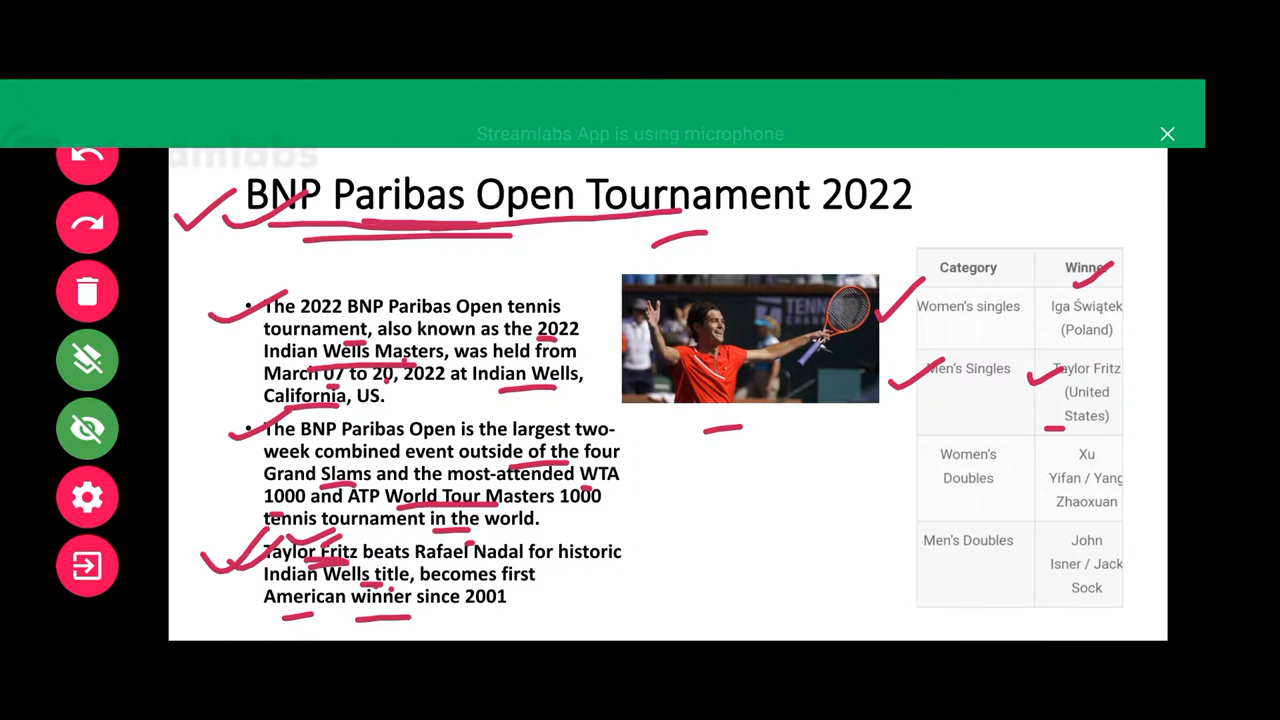 Streamlabs App is using microphone
BNP Paribas Open Tournament 2022
• The 2022 BNP Paribas Open tennis
tournament, also known as the 2022
Indian Wells Masters, was held from
March 07 to 20, 2022 at Indian Wells,
California, US.
• The BNP Paribas Open is the largest two-
week combined event outside of the four
Grand Slams and the most-attended WTA
1000 and ATP World Tour Masters 1000
tennis tournament in the world.
Taylor Fritz beats Rafael Nadal for historic
Indian Wells title, becomes first
American winner since 2001
Category Winner
Women's singles Iga Świątek
(Poland)
Men's Singles Taylor Fritz
(United
States)
Women's Xu
Doubles Yifan / Yang
Zhaoxuan
Men's Doubles John
Isner / Jack
Sock